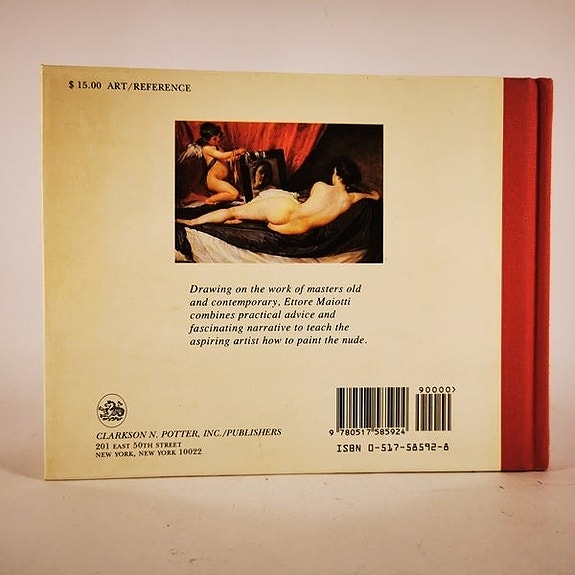 $ 15.00 ART/REFERENCE
Drawing on the work of masters old
and contemporary, Ettore Maiotti
combines practical advice and
fascinating narrative to teach the
aspiring artist how to paint the nude.
CLARKSON N. POTTER, INC./PUBLISHERS
201 EAST 50TH STREET
NEW YORK, NEW YORK 10022
90000>
9 780517 585924
ISBN 0-517-58592-8